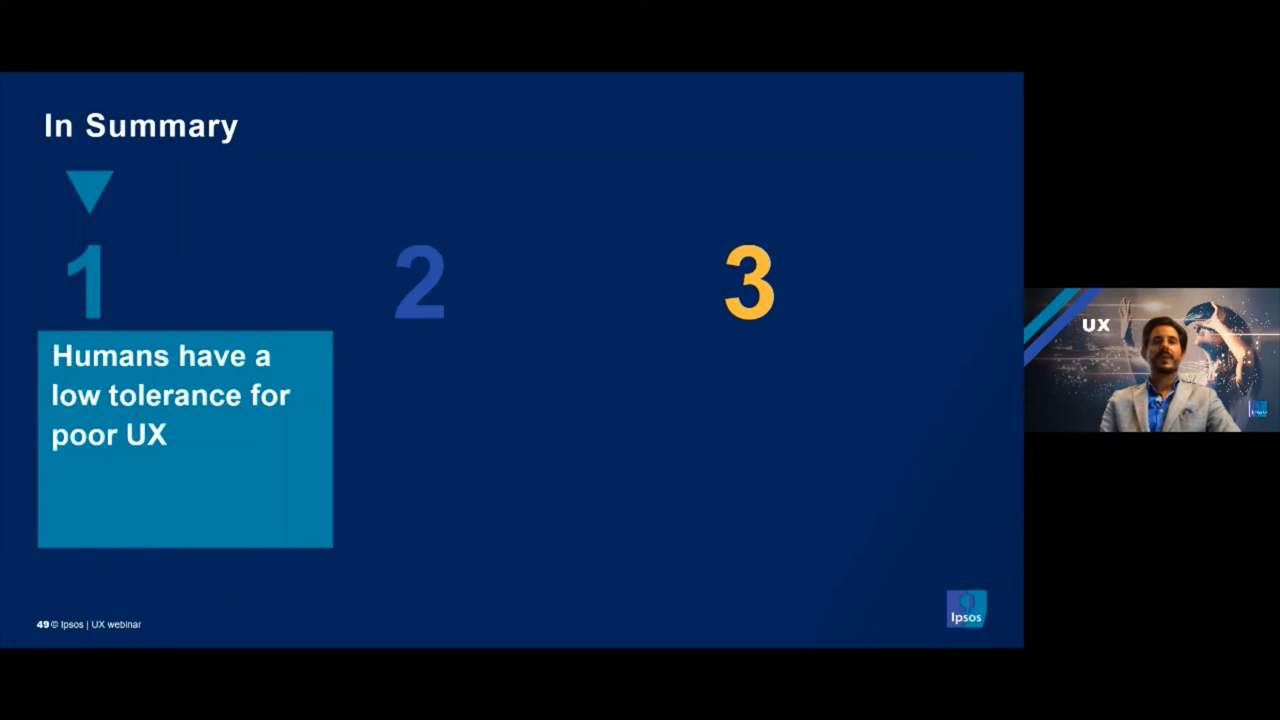 In Summary
1
2
3
Humans have a
low tolerance for
poor UX
UX
49 © Ipsos | UX webinar
Ipsos